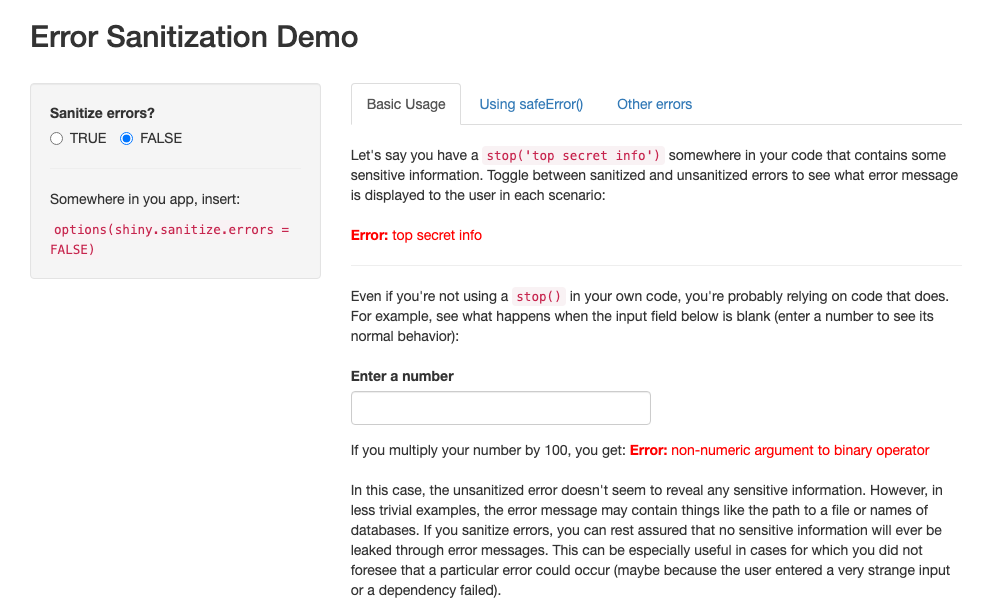 Error Sanitization Demo
Sanitize errors?
TRUE FALSE
Somewhere in you app, insert:
options(shiny.sanitize.errors =
FALSE)
Basic Usage Using safeError() Other errors
Let's say you have a stop('top secret info') somewhere in your code that contains some
sensitive information. Toggle between sanitized and unsanitized errors to see what error message
is displayed to the user in each scenario:
Error: top secret info
Even if you're not using a stop() in your own code, you're probably relying on code that does.
For example, see what happens when the input field below is blank (enter a number to see its
normal behavior):
Enter a number
If you multiply your number by 100, you get: Error: non-numeric argument to binary operator
In this case, the unsanitized error doesn't seem to reveal any sensitive information. However, in
less trivial examples, the error message may contain things like the path to a file or names of
databases. If you sanitize errors, you can rest assured that no sensitive information will ever be
leaked through error messages. This can be especially useful in cases for which you did not
foresee that a particular error could occur (maybe because the user entered a very strange input
or a dependency failed).